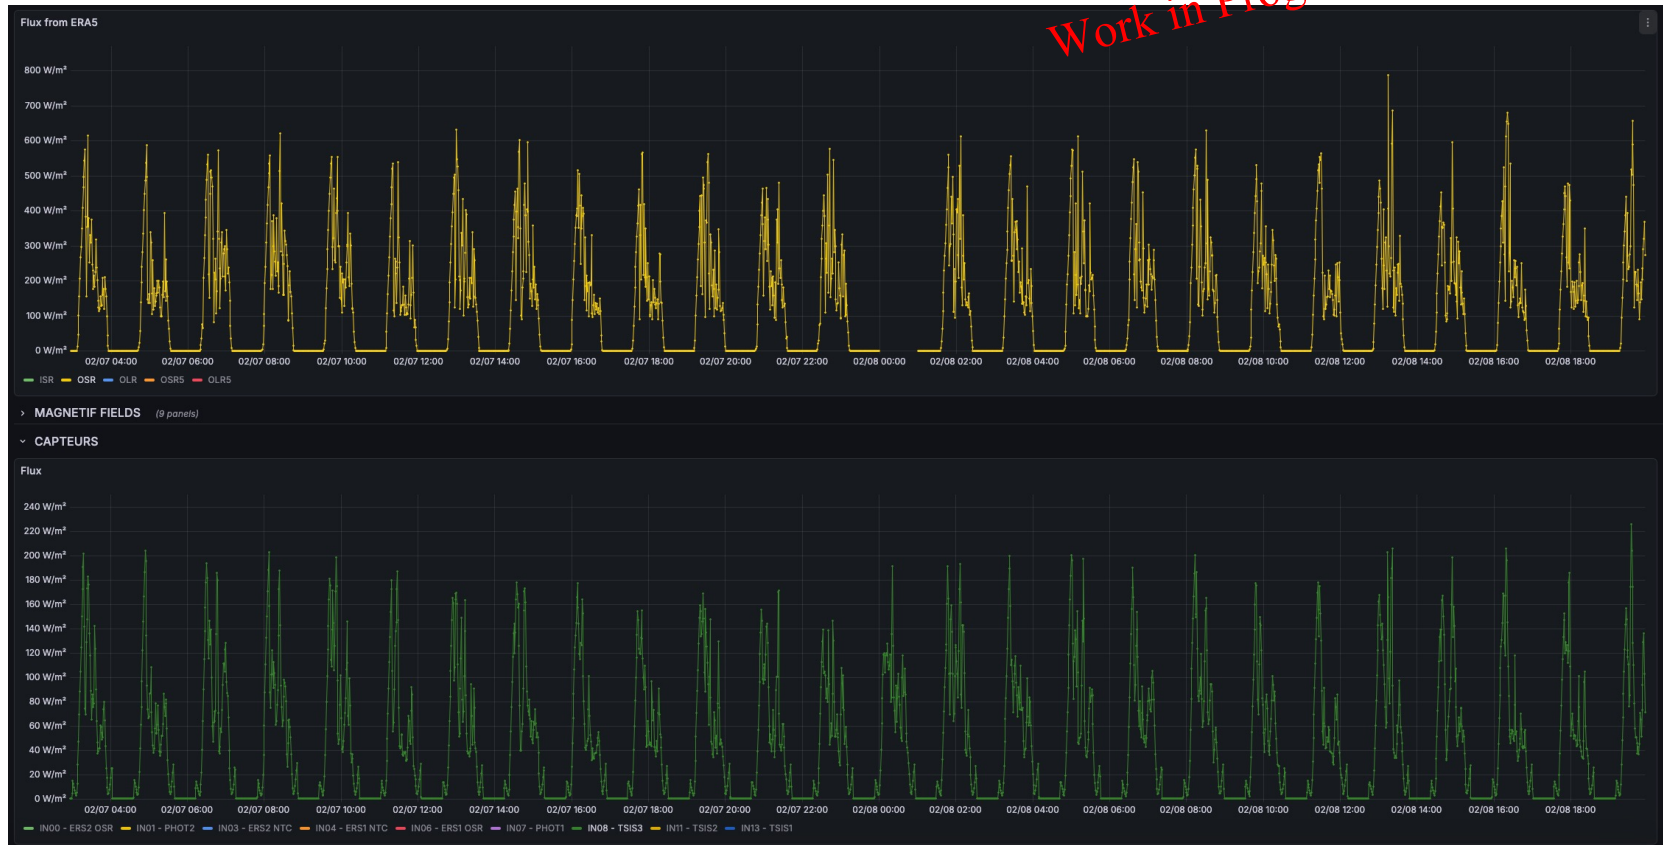 Work in Prog
Flux from ERA5
800 W/m²
700 W/m²
600 W/m²
500 W/m²
400 W/m²
300 W/m²
200 W/m²
100 W/m²
0 W/m²
02/07 04:00 02/07 06:00 02/07 08:00 02/07 10:00 02/07 12:00 02/07 14:00 02/07 16:00 02/07 18:00 02/07 20:00 02/07 22:00 02/08 00:00 02/08 02:00 02/08 04:00 02/08 06:00 02/08 08:00 02/08 10:00 02/08 12:00 02/08 14:00 02/08 16:00 02/08 18:00
ISR OSR OLR OSR5 OLR5
MAGNETIF FIELDS (9 panels)
CAPTEURS
Flux
240 W/m²
220 W/m²
200 W/m²
180 W/m²
160 W/m²
140 W/m²
120 W/m²
100 W/m²
80 W/m²
60 W/m²
40 W/m²
20 W/m²
0 W/m²
02/07 04:00 02/07 06:00 02/07 08:00 02/07 10:00 02/07 12:00 02/07 14:00 02/07 16:00 02/07 18:00 02/07 20:00 02/07 22:00 02/08 00:00 02/08 02:00 02/08 04:00 02/08 06:00 02/08 08:00 02/08 10:00 02/08 12:00 02/08 14:00 02/08 16:00 02/08 18:00
IN00 - ERS2 OSR IN01 - PHOT2 IN03 - ERS2 NTC IN04 - ERS1 NTC IN06 - ERS1 OSR IN07 - PHOT1 IN08 - TSIS3 IN11 - TSIS2 IN13 - TSIS1